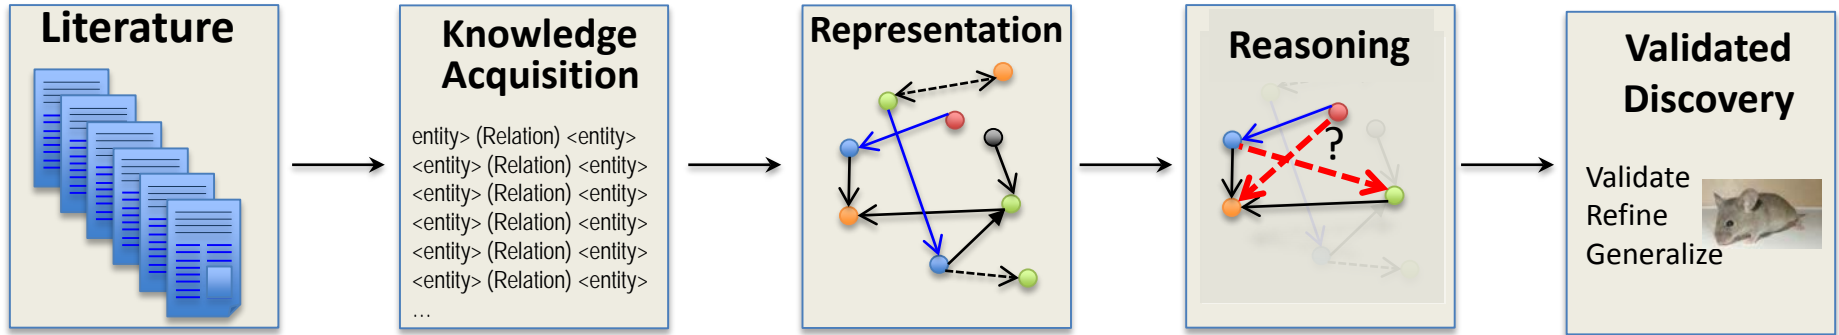 Literature
Knowledge
Acquisition
entity> (Relation) <entity>
<entity> (Relation) <entity>
<entity> (Relation) <entity>
<entity> (Relation) <entity>
<entity> (Relation) <entity>
<entity> (Relation) <entity>
...
Representation
Reasoning
?
Validated
Discovery
Validate
Refine
Generalize